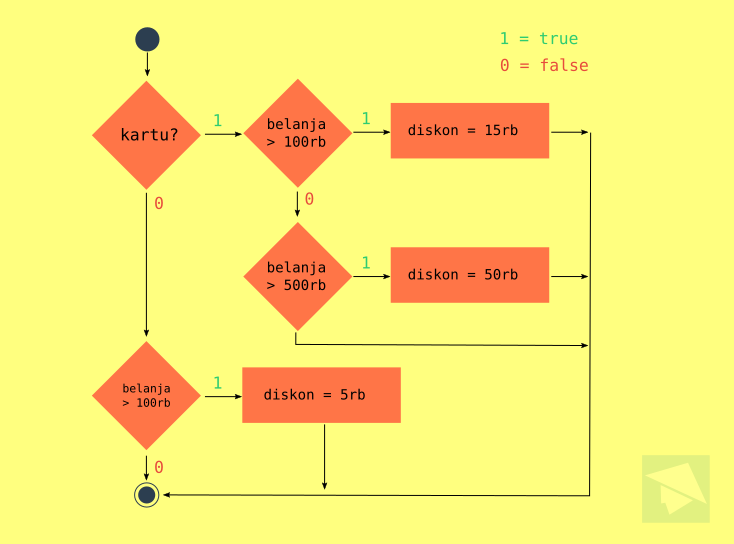 1 = true
0 = false
kartu?
1
belanja
> 100rb
1
diskon = 15rb
0
0
belanja
> 500rb
1
diskon = 50rb
belanja
> 100rb
1
diskon = 5rb
0